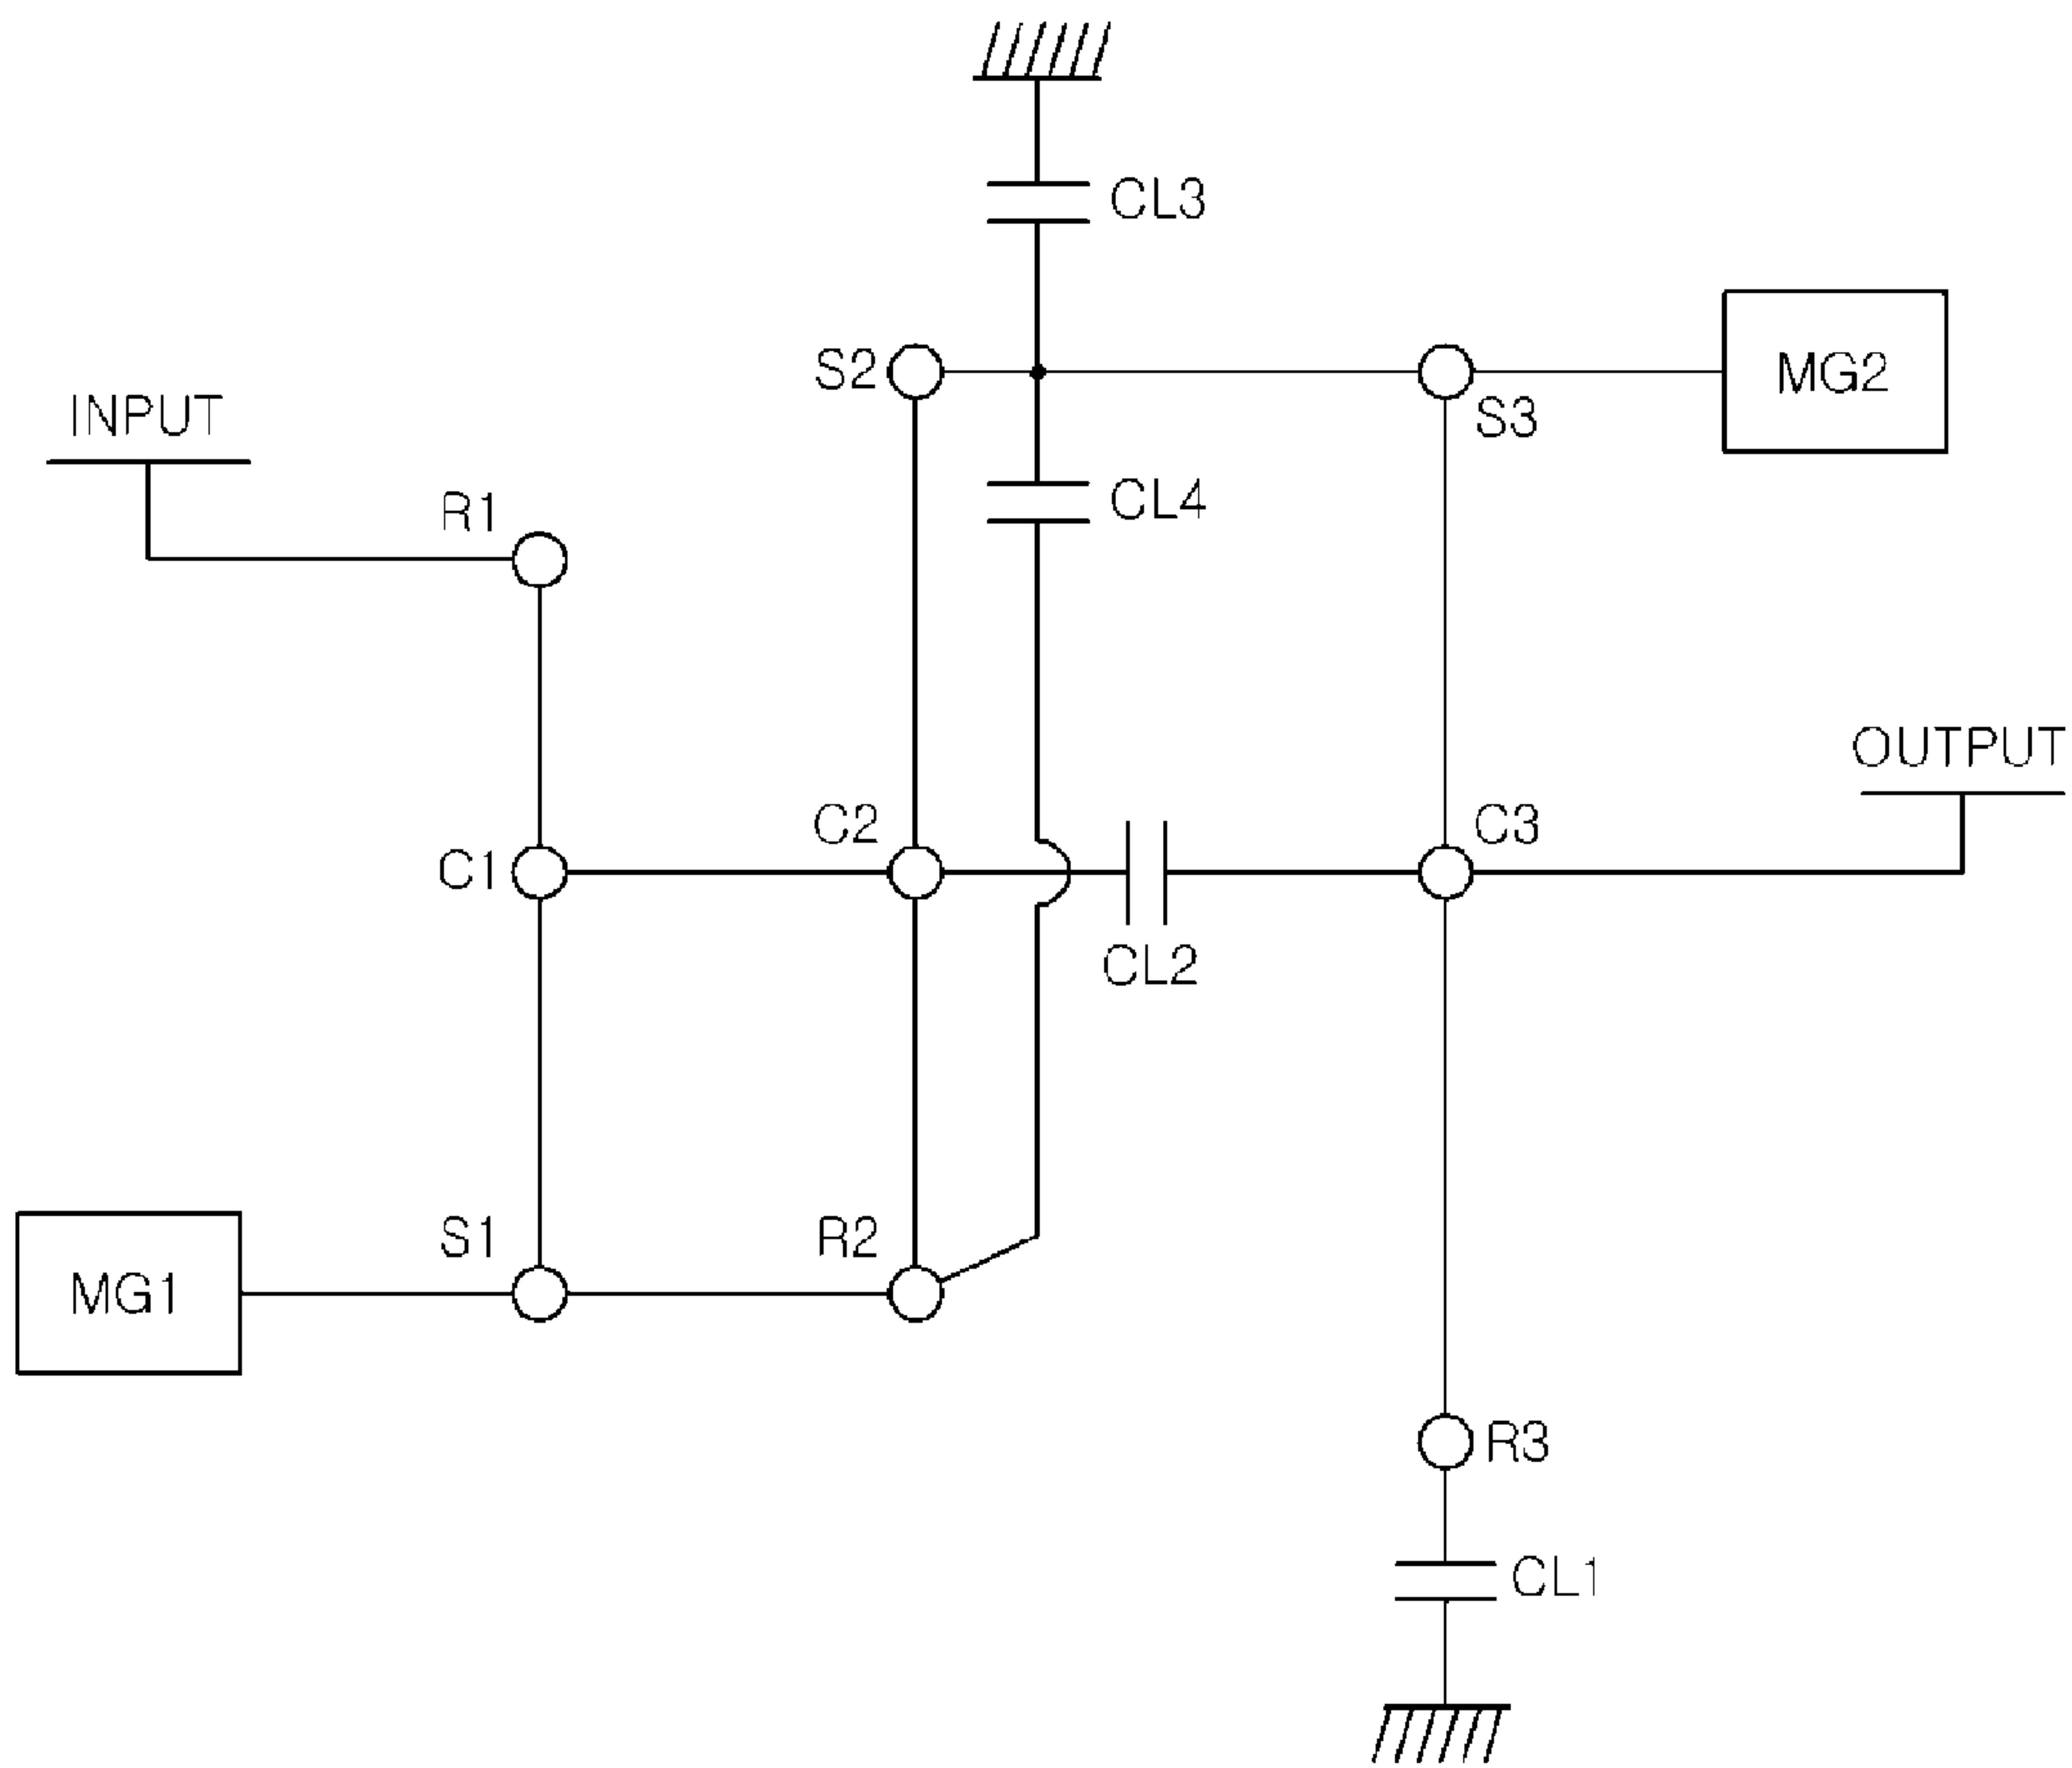 CL3
S2
MG2
INPUT
S3
R1
CL4
OUTPUT
C2
C3
C1
CL2
S1
R2
MG1
R3
CL1